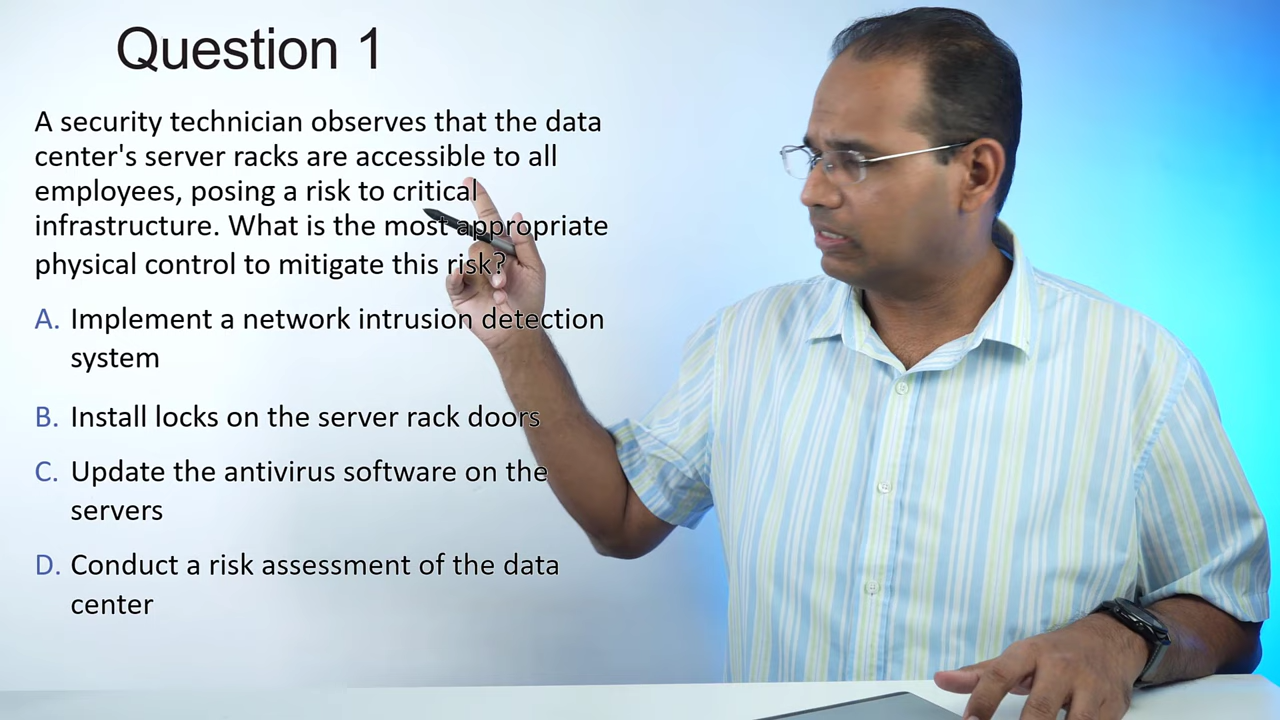 Question 1
A security technician observes that the data
center's server racks are accessible to all
employees, posing a risk to critical
infrastructure. What is the most appropriate
physical control to mitigate this risk?
A. Implement a network intrusion detection
system
B. Install locks on the server rack doors
C. Update the antivirus software on the
servers
D. Conduct a risk assessment of the data
center